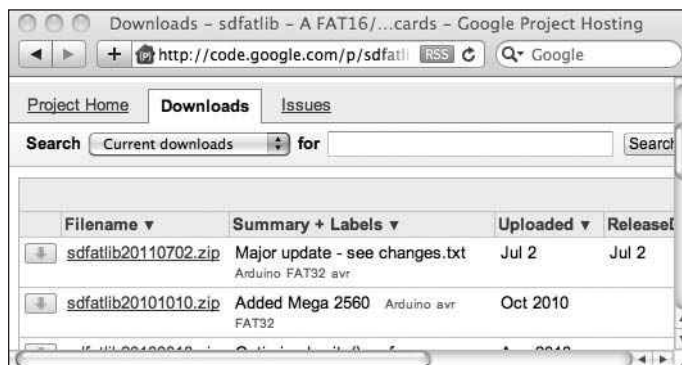 Downloads – sdfatlib – A FAT16/...cards – Google Project Hosting
http://code.google.com/p/sdfatli RSS Google
Project Home Downloads Issues
Search Current downloads for Search
Filename ▼ Summary + Labels ▼ Uploaded ▼ ReleaseD
sdfatlib20110702.zip Major update - see changes.txt Jul 2 Jul 2
Arduino FAT32 avr
sdfatlib20101010.zip Added Mega 2560 Arduino avr Oct 2010
FAT32